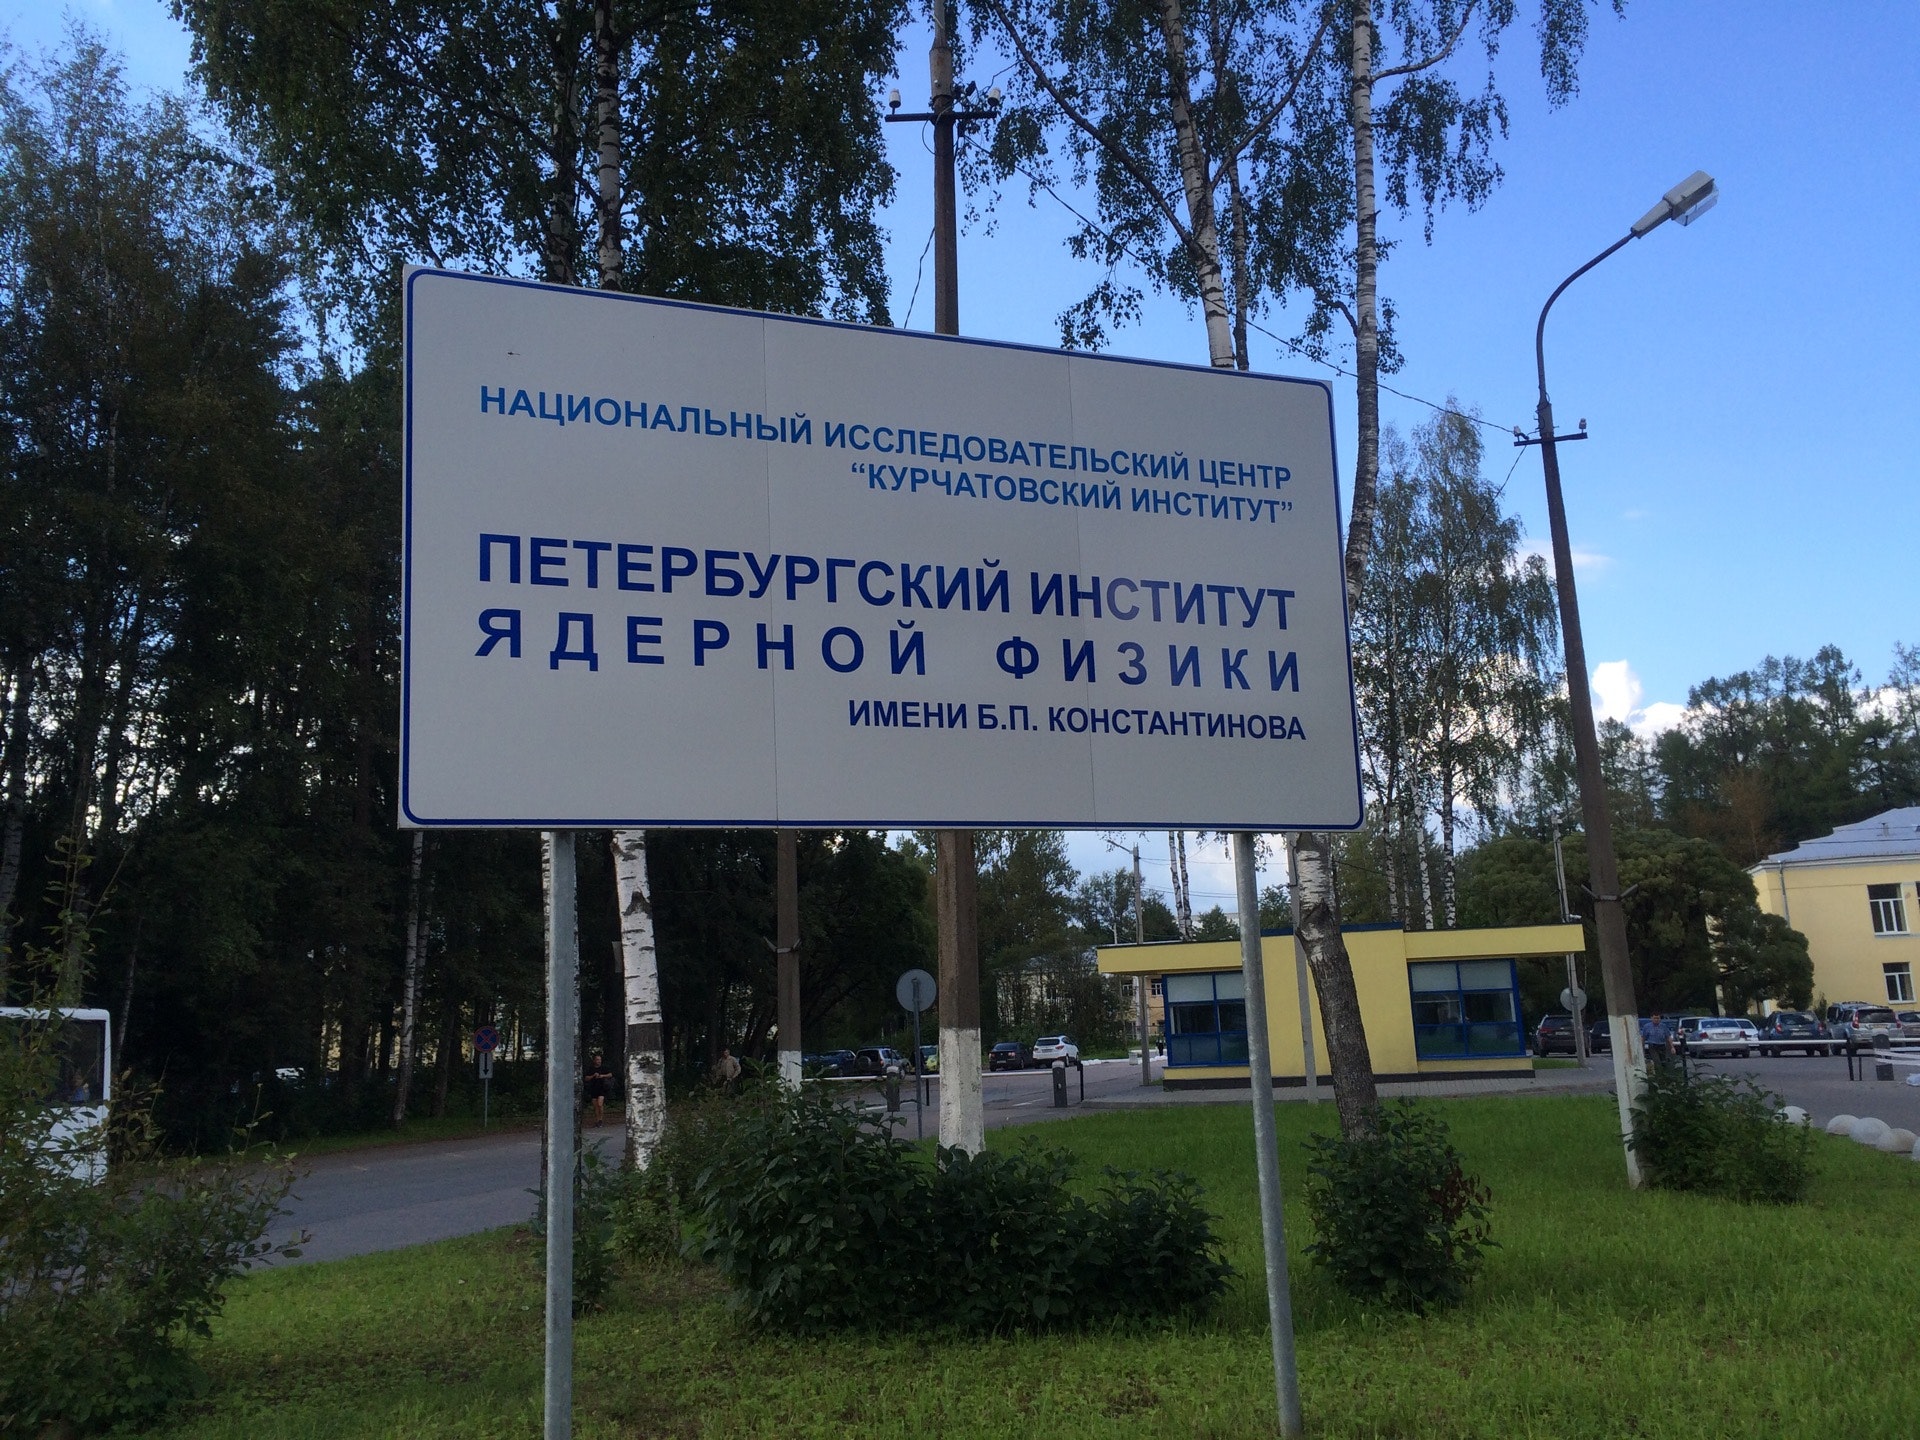 НАЦИОНАЛЬНЫЙ ИССЛЕДОВАТЕЛЬСКИЙ ЦЕНТР
“КУРЧАТОВСКИЙ ИНСТИТУТ”
ПЕТЕРБУРГСКИЙ ИНСТИТУТ
ЯДЕРНОЙ ФИЗИКИ
ИМЕНИ Б.П. КОНСТАНТИНОВА